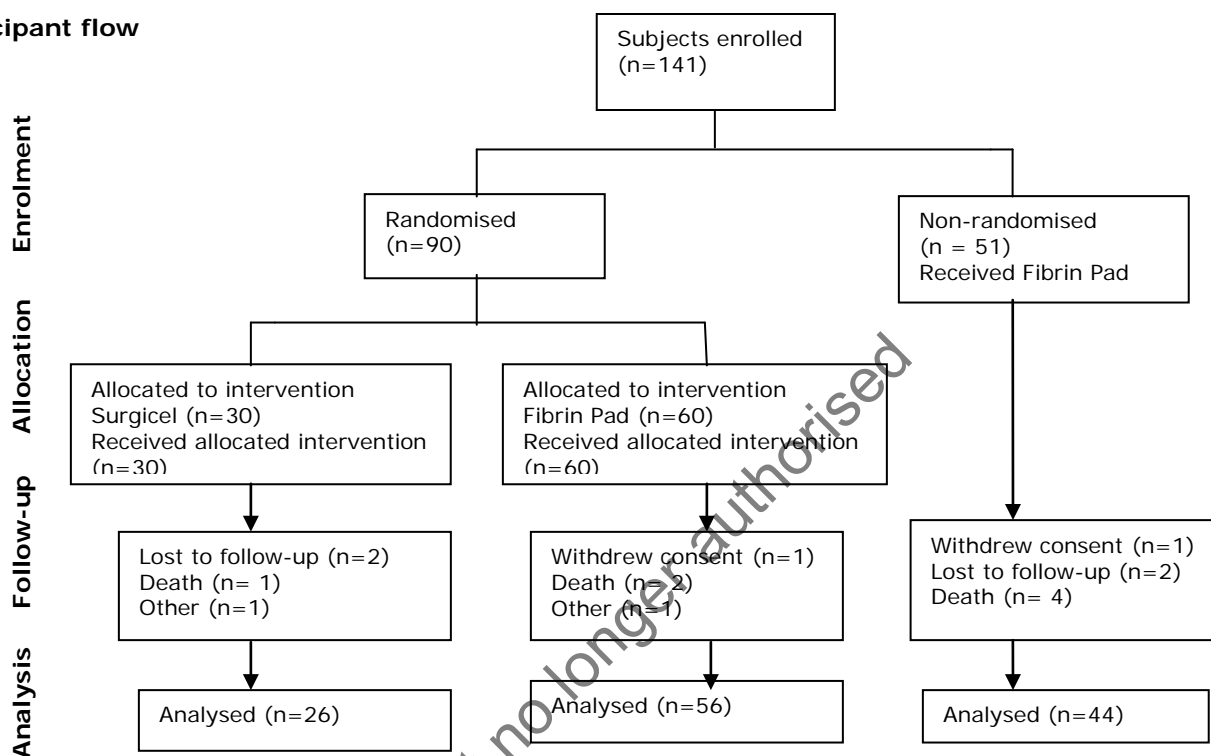 cipant flow
Subjects enrolled
(n=141)
Enrolment
Randomised
(n=90)
Non-randomised
(n = 51)
Received Fibrin Pad
Allocation
Allocated to intervention
Surgicel (n=30)
Received allocated intervention
(n=30)
Allocated to intervention
Fibrin Pad (n=60)
Received allocated intervention
(n=60)
Follow-up
Lost to follow-up (n=2)
Death (n= 1)
Other (n=1)
Withdrew consent (n=1)
Death (n= 2)
Other (n=1)
Withdrew consent (n=1)
Lost to follow-up (n=2)
Death (n= 4)
Analysis
Analysed (n=26)
Analysed (n=56)
Analysed (n=44)
no longer authorised